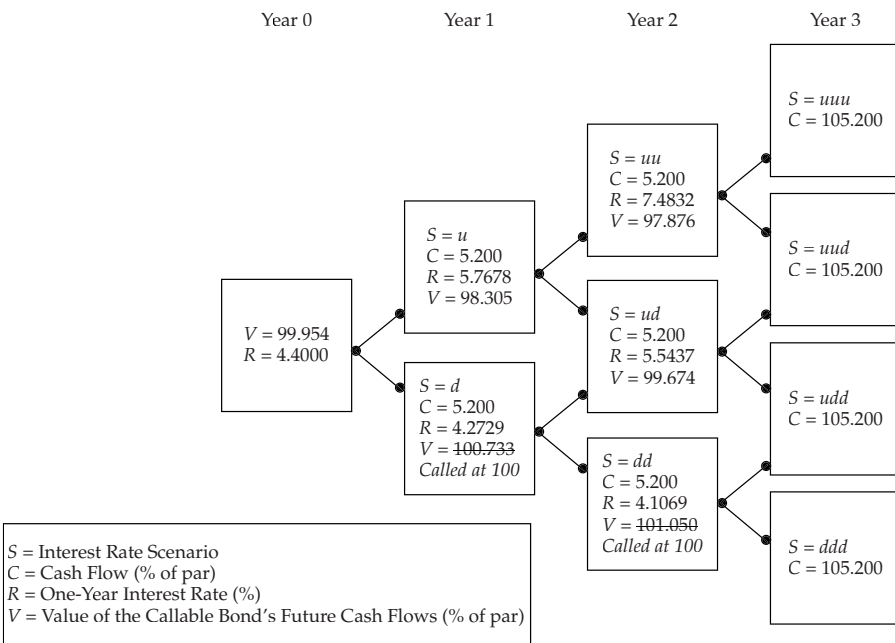 Year 0
Year 1
Year 2
Year 3
V = 99.954
R = 4.4000
S = u
C = 5.200
R = 5.7678
V = 98.305
S = d
C = 5.200
R = 4.2729
V = 100.733
Called at 100
S = uu
C = 5.200
R = 7.4832
V = 97.876
S = ud
C = 5.200
R = 5.5437
V = 99.674
S = dd
C = 5.200
R = 4.1069
V = 101.050
Called at 100
S = uuu
C = 105.200
S = uud
C = 105.200
S = udd
C = 105.200
S = ddd
C = 105.200
S = Interest Rate Scenario
C = Cash Flow (% of par)
R = One-Year Interest Rate (%)
V = Value of the Callable Bond’s Future Cash Flows (% of par)